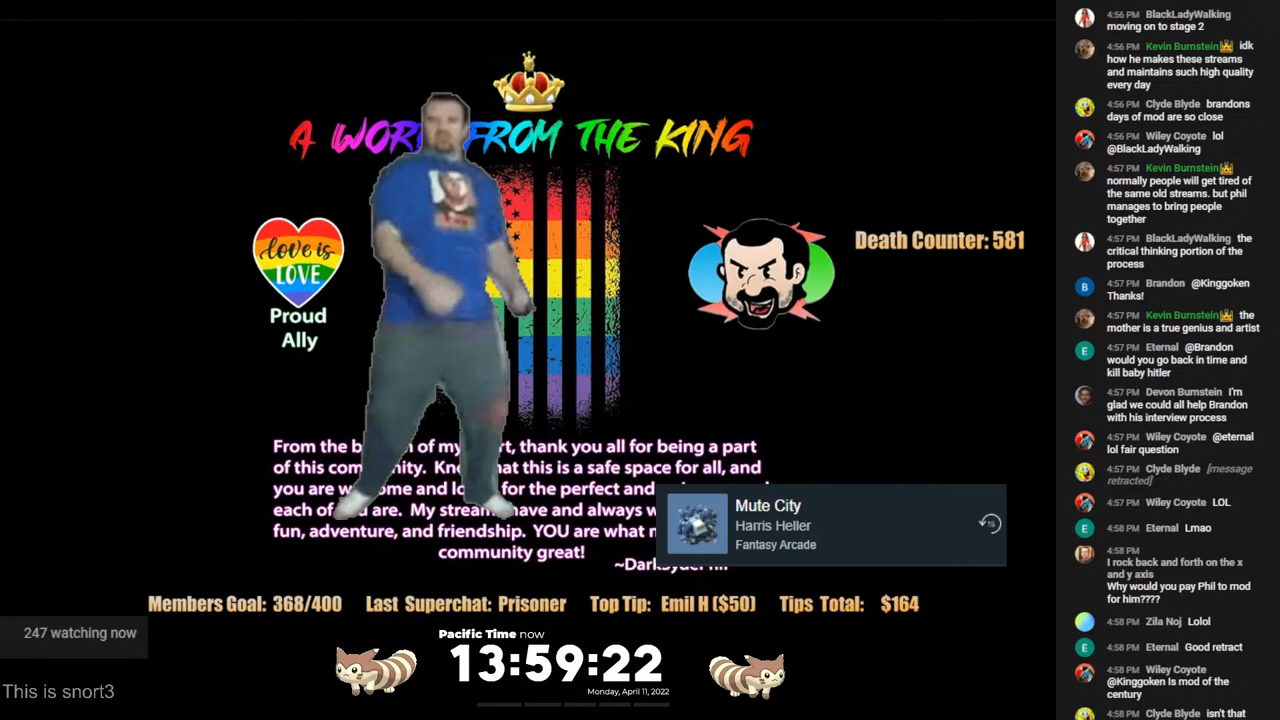 A WOR FROM THE KING
love is
LOVE
Proud
Ally
Death Counter: 581
From the b n of my rt, thank you all for being a part
of this com ity. Kn hat this is a safe space for all, and
you are w ome and lo for the perfect and
each of u are. My stream have and always w
fun, adventure, and friendship. YOU are what m
community great!
~DarkSydePhil
Mute City
Harris Heller
Fantasy Arcade
15
Members Goal: 368/400 Last Superchat: Prisoner Top Tip: Emil H ($50) Tips Total: $164
247 watching now
Pacific Time now
13:59:22
Monday, April 11, 2022
This is snort3
4:56 PM BlackLadyWalking
moving on to stage 2
4:56 PM Kevin Burnstein idk
how he makes these streams
and maintains such high quality
every day
4:56 PM Clyde Blyde brandons
days of mod are so close
4:56 PM Wiley Coyote lol
@BlackLadyWalking
4:57 PM Kevin Burnstein
normally people will get tired of
the same old streams. but phil
manages to bring people
together
4:57 PM BlackLadyWalking the
critical thinking portion of the
process
B
4:57 PM Brandon @Kinggoken
Thanks!
4:57 PM Kevin Burnstein the
mother is a true genius and artist
E
4:57 PM Eternal @Brandon
would you go back in time and
kill baby hitler
4:57 PM Devon Burnstein I'm
glad we could all help Brandon
with his interview process
4:57 PM Wiley Coyote @eternal
lol fair question
4:57 PM Clyde Blyde [message
retracted]
4:57 PM Wiley Coyote LOL
E
4:58 PM Eternal Lmao
4:58 PM
I rock back and forth on the x
and y axis
Why would you pay Phil to mod
for him????
4:58 PM Zila Noj Lolol
E
4:58 PM Eternal Good retract
4:58 PM Wiley Coyote
@Kinggoken Is mod of the
century
4:58 PM Clyde Blyde isn't that